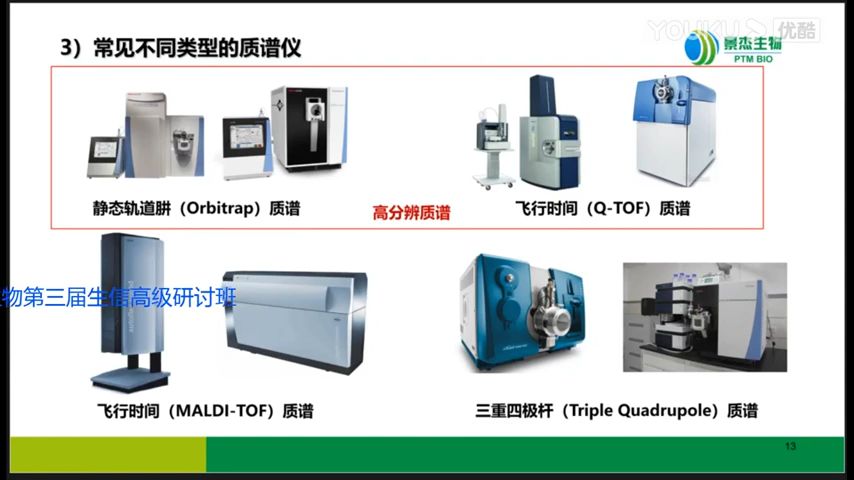 3）常见不同类型的质谱仪
YOUKU 优酷
景杰生物
PTM BIO
静态轨道肼（Orbitrap）质谱
高分辨质谱
飞行时间（Q-TOF）质谱
物第三届生信高级研讨班
飞行时间（MALDI-TOF）质谱
三重四极杆（Triple Quadrupole）质谱
13